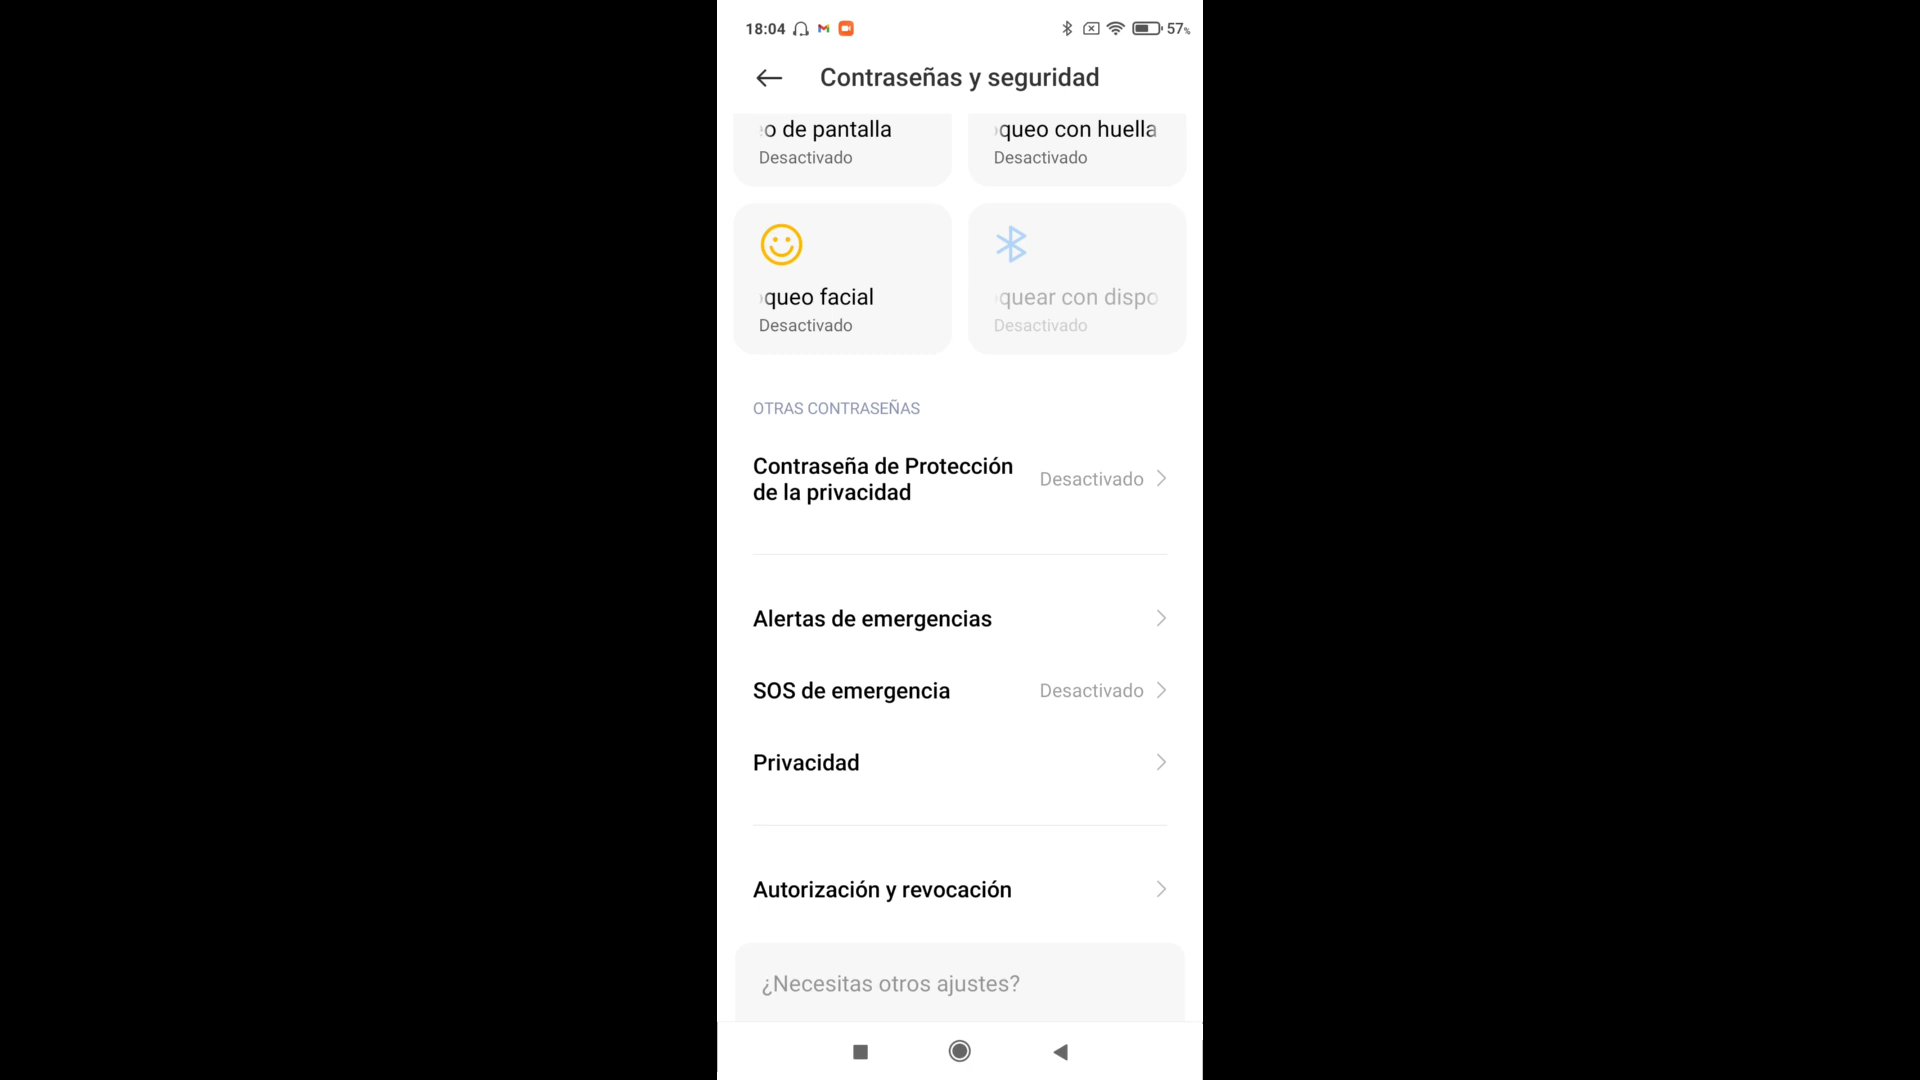 18:04 57%
Contraseñas y seguridad
o de pantalla
queo con huella
Desactivado
Desactivado
queo facial
quear con dispo
Desactivado
Desactivado
OTRAS CONTRASEÑAS
Contraseña de Protección
de la privacidad
Desactivado
Alertas de emergencias
SOS de emergencia
Desactivado
Privacidad
Autorización y revocación
¿Necesitas otros ajustes?